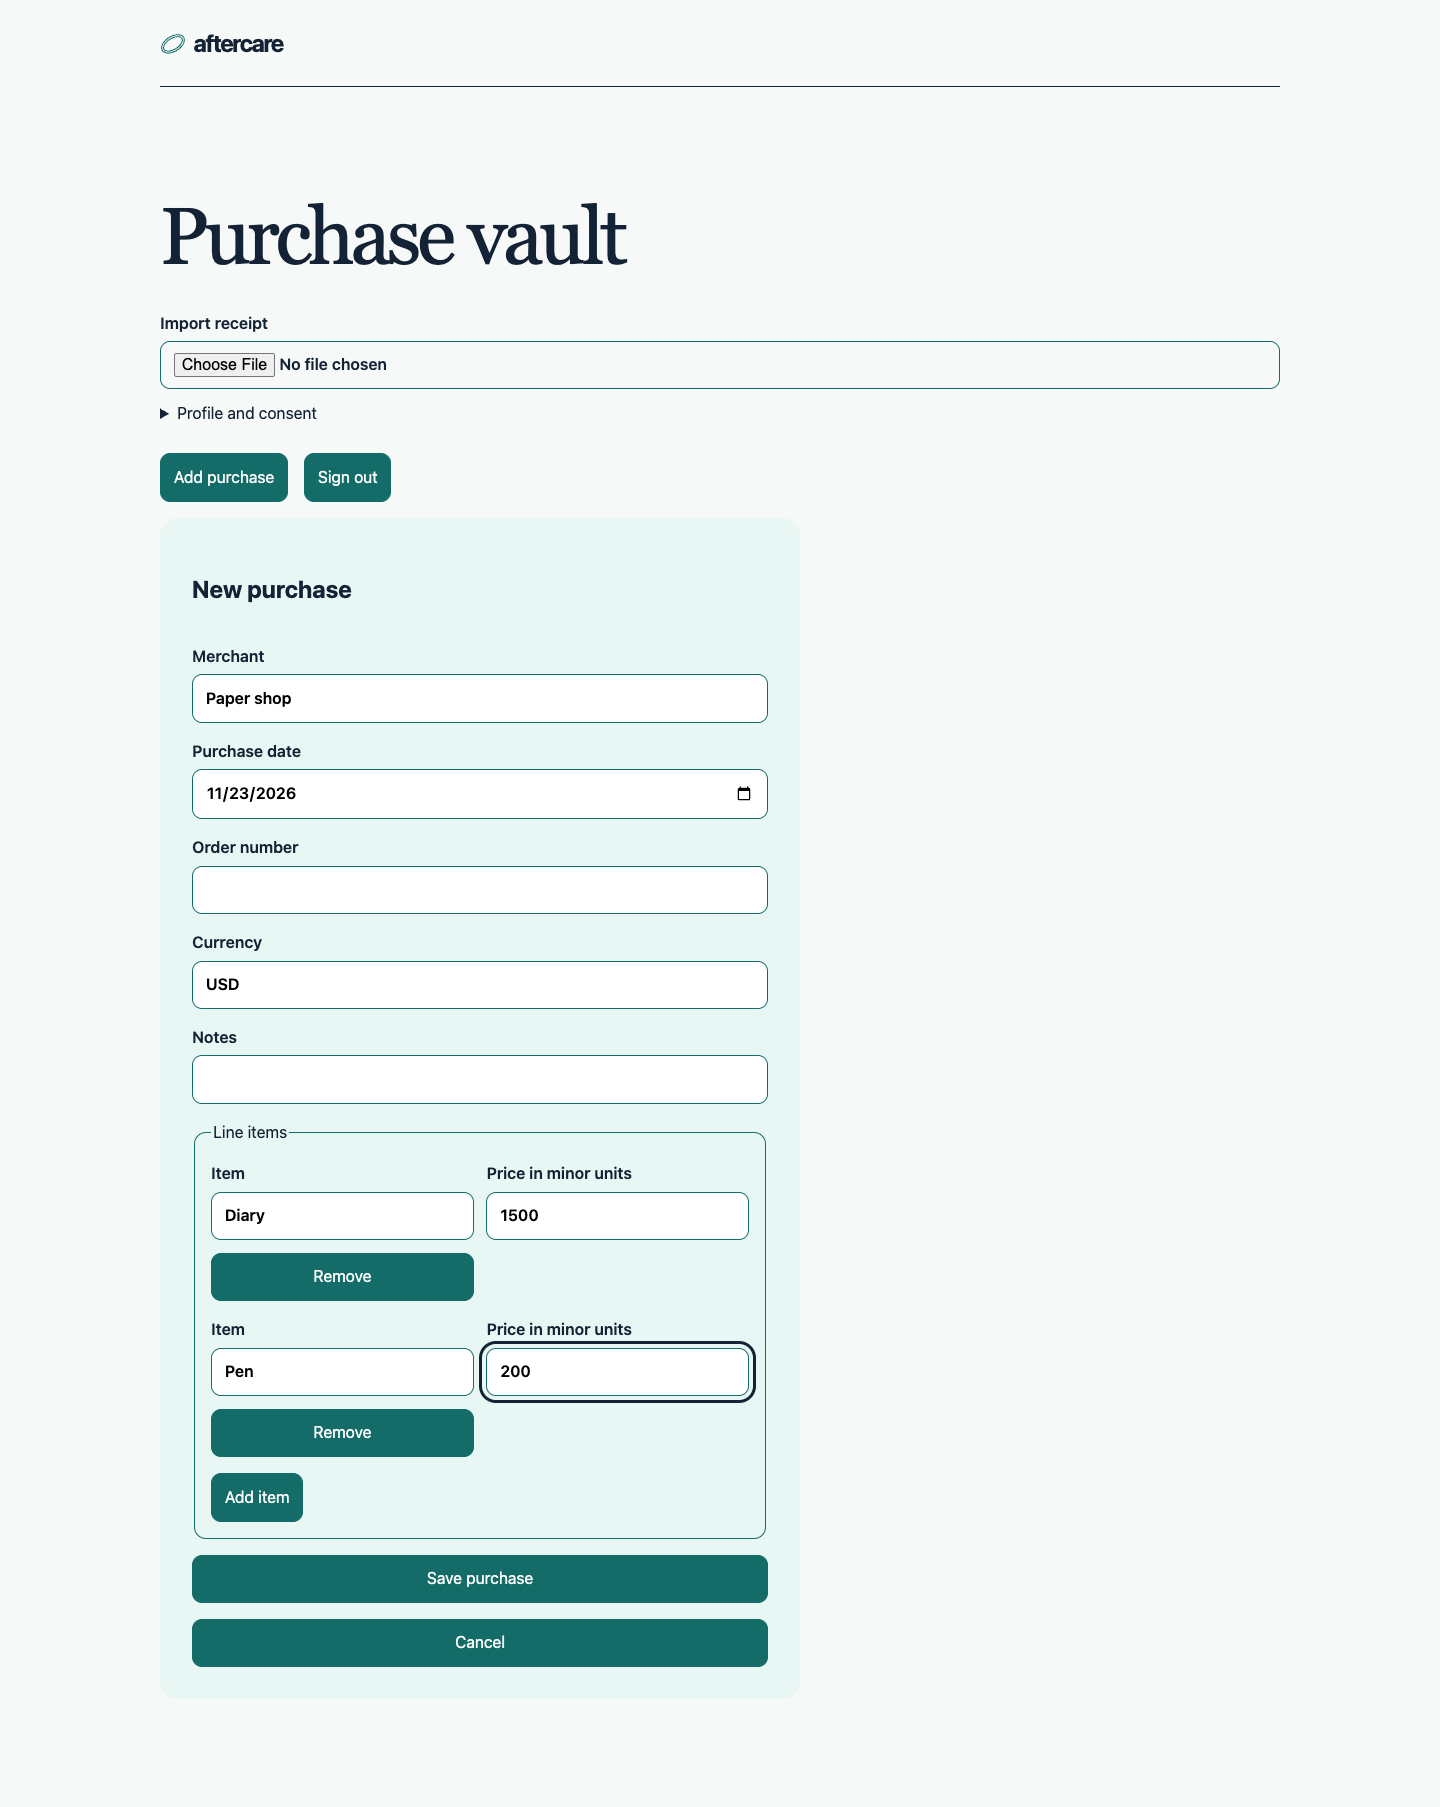 aftercare
Purchase vault
Import receipt
Choose File No file chosen
Profile and consent
Add purchase Sign out
New purchase
Merchant
Paper shop
Purchase date
11/23/2026
Order number
Currency
USD
Notes
Line items
Item Price in minor units
Diary 1500
Remove
Item Price in minor units
Pen 200
Remove
Add item
Save purchase
Cancel